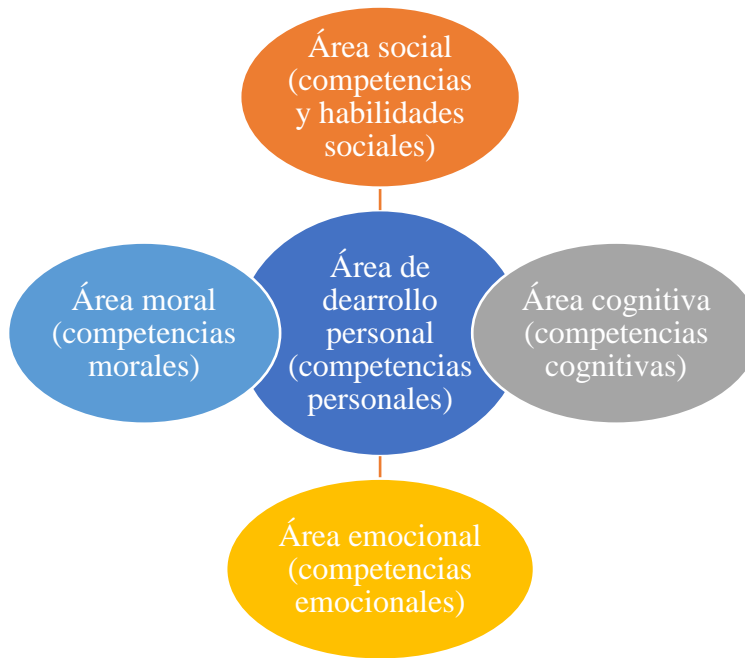 Área social
(competencias
y habilidades
sociales)
Área moral
(competencias
morales)
Área de
dearrollo
personal
(competencias
personales)
Área cognitiva
(competencias
cognitivas)
Área emocional
(competencias
emocionales)